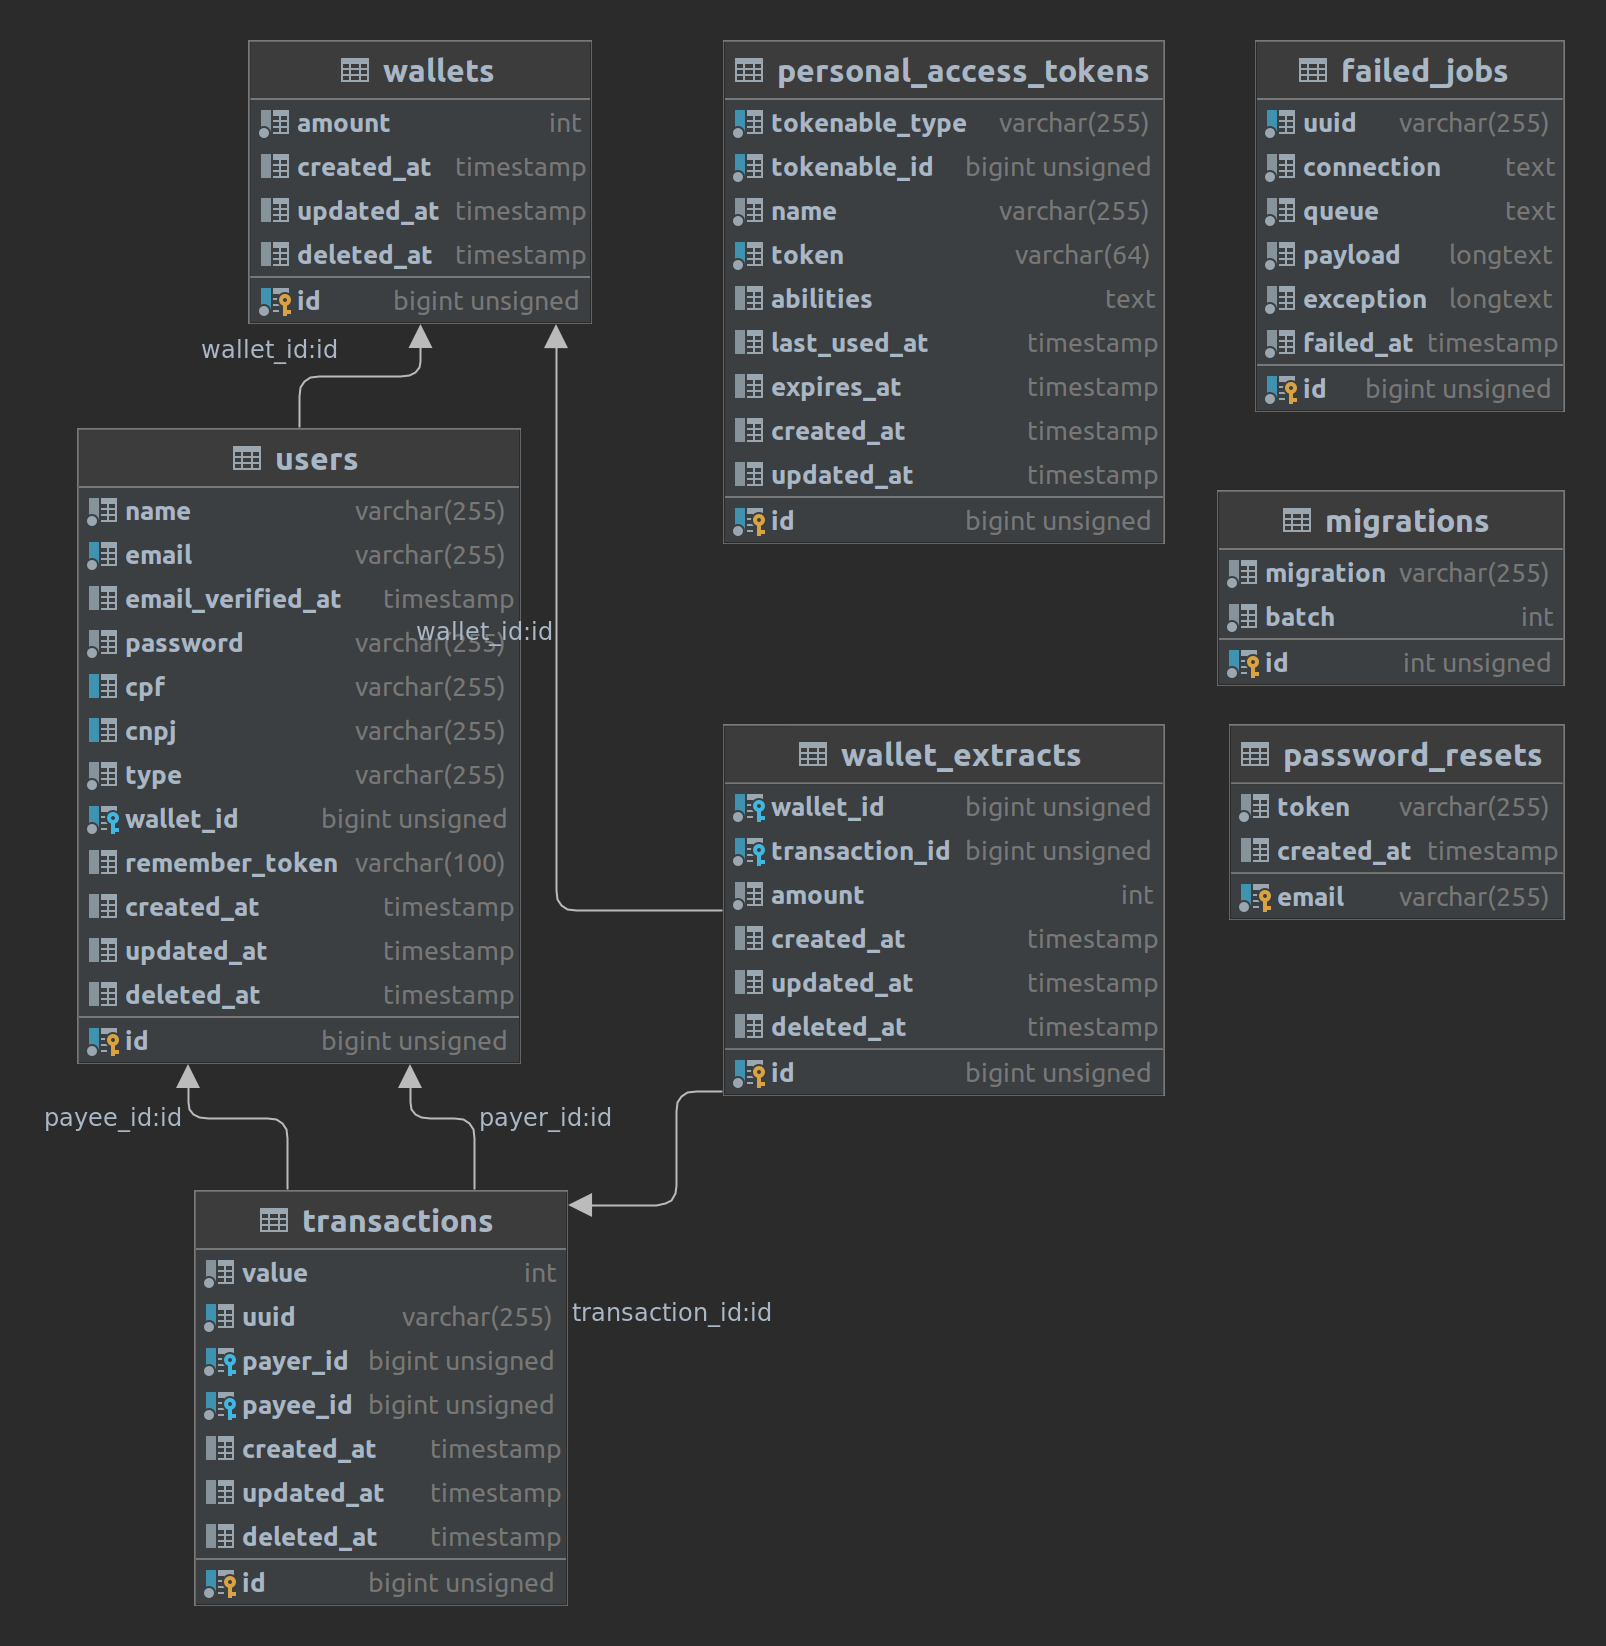 wallets
amount int
created_at timestamp
updated_at timestamp
deleted_at timestamp
id bigint unsigned
wallet_id:id
users
name varchar(255)
email varchar(255)
email_verified_at timestamp
password varchar(255)
cpf varchar(255)
cnpj varchar(255)
type varchar(255)
wallet_id bigint unsigned
remember_token varchar(100)
created_at timestamp
updated_at timestamp
deleted_at timestamp
id bigint unsigned
wallet_id:id
payee_id:id
payer_id:id
transactions
value int
uuid varchar(255)
payer_id bigint unsigned
payee_id bigint unsigned
created_at timestamp
updated_at timestamp
deleted_at timestamp
id bigint unsigned
transaction_id:id
personal_access_tokens
tokenable_type varchar(255)
tokenable_id bigint unsigned
name varchar(255)
token varchar(64)
abilities text
last_used_at timestamp
expires_at timestamp
created_at timestamp
updated_at timestamp
id bigint unsigned
wallet_extracts
wallet_id bigint unsigned
transaction_id bigint unsigned
amount int
created_at timestamp
updated_at timestamp
deleted_at timestamp
id bigint unsigned
failed_jobs
uuid varchar(255)
connection text
queue text
payload longtext
exception longtext
failed_at timestamp
id bigint unsigned
migrations
migration varchar(255)
batch int
id int unsigned
password_resets
token varchar(255)
created_at timestamp
email varchar(255)